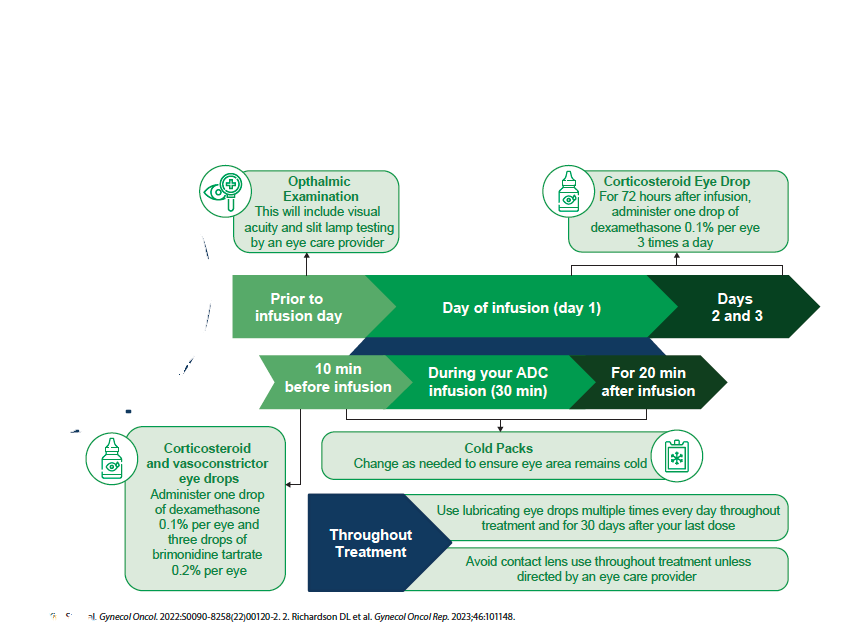 Opthalmic
Examination
This will include visual
acuity and slit lamp testing
by an eye care provider
Corticosteroid Eye Drop
For 72 hours after infusion,
administer one drop of
dexamethasone 0.1% per eye
3 times a day
Prior to
infusion day
Day of infusion (day 1)
Days
2 and 3
10 min
before infusion
During your ADC
infusion (30 min)
For 20 min
after infusion
Corticosteroid
and vasoconstrictor
eye drops
Administer one drop
of dexamethasone
0.1% per eye and
three drops of
brimonidine tartrate
0.2% per eye
Cold Packs
Change as needed to ensure eye area remains cold
Throughout
Treatment
Use lubricating eye drops multiple times every day throughout
treatment and for 30 days after your last dose
Avoid contact lens use throughout treatment unless
directed by an eye care provider
al. Gynecol Oncol. 2022:S0090-8258(22)00120-2. 2. Richardson DL et al. Gynecol Oncol Rep. 2023;46:101148.